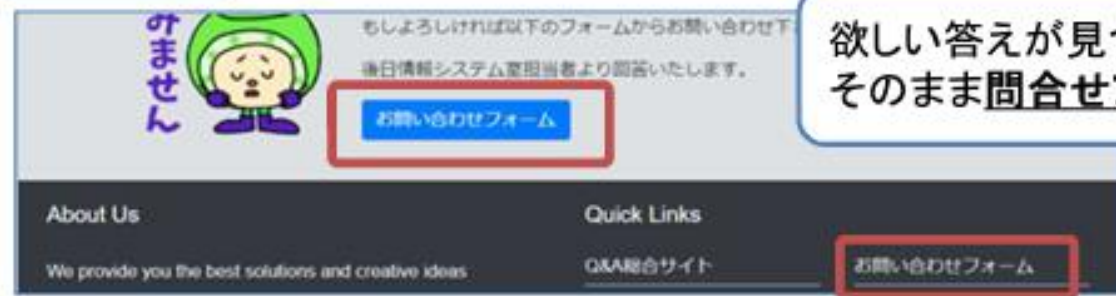 みません
もしよろしければ以下のフォームからお問い合わせ下
後日情報システム室担当者より回答いたします。
お問い合わせフォーム
欲しい答えが見
そのまま問合せ
About Us
Quick Links
We provide you the best solutions and creative ideas
Q&A総合サイト
お問い合わせフォーム